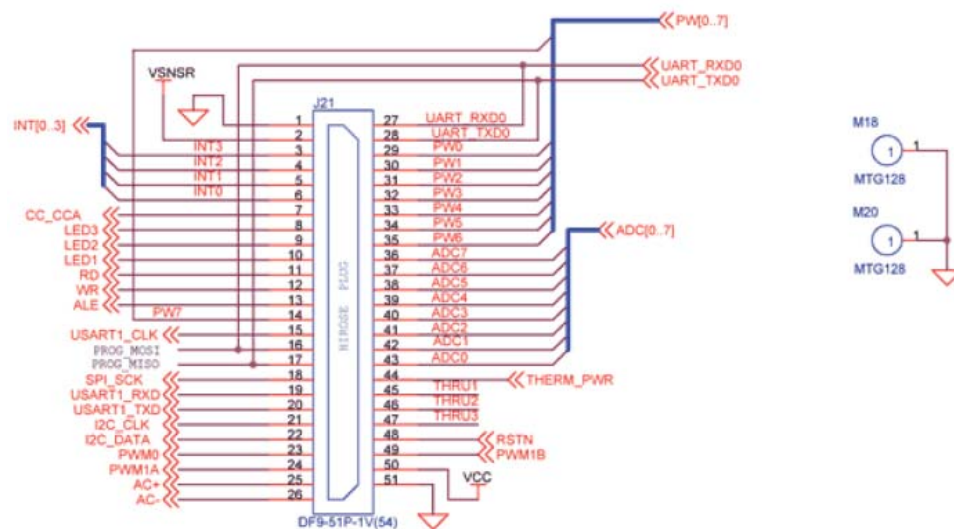 PW[0..7]
UART_RXD0
UART_TXD0
VSNSR
J21
INT[0..3]
1 27 UART_RXD0
2 28 UART_TXD0
INT3 3 29 PW0
INT2 4 30 PW1
INT1 5 31 PW2
INT0 6 32 PW3
CC_CCA 7 33 PW4
LED3 8 34 PW5
LED2 9 35 PW6
LED1 10 36 ADC7
RD 11 37 ADC6
WR 12 38 ADC5
ALE 13 39 ADC4
PW7 14 40 ADC3
USART1_CLK 15 41 ADC2
PROG_MOSI 16 42 ADC1
PROG_MISO 17 43 ADC0
SPI_SCK 18 44 THERM_PWR
USART1_RXD 19 45 THRU1
USART1_TXD 20 46 THRU2
I2C_CLK 21 47 THRU3
I2C_DATA 22 48 RSTN
PWM0 23 49 PWM1B
PWM1A 24 50 VCC
AC+ 25 51
AC- 26
HIROSE PLUG
DF9-51P-1V(54)
ADC[0..7]
M18
1 1
MTG128
M20
1 1
MTG128